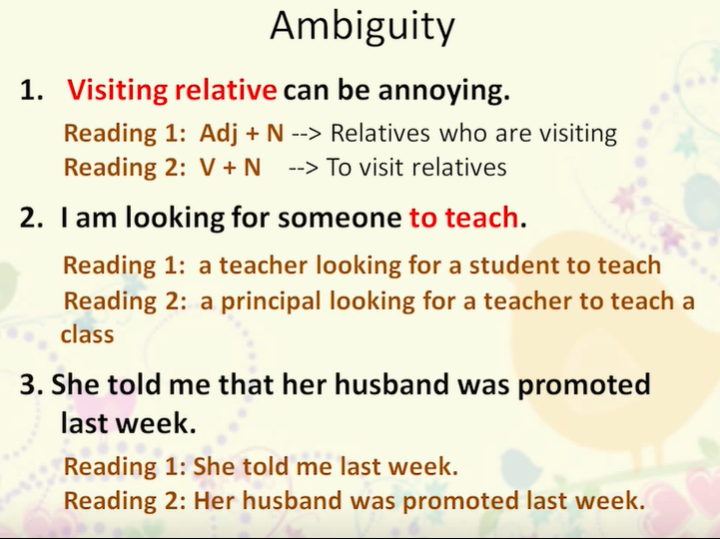 Ambiguity
1. Visiting relative can be annoying.
Reading 1: Adj + N --> Relatives who are visiting
Reading 2: V + N --> To visit relatives
2. I am looking for someone to teach.
Reading 1: a teacher looking for a student to teach
Reading 2: a principal looking for a teacher to teach a
class
3. She told me that her husband was promoted
last week.
Reading 1: She told me last week.
Reading 2: Her husband was promoted last week.